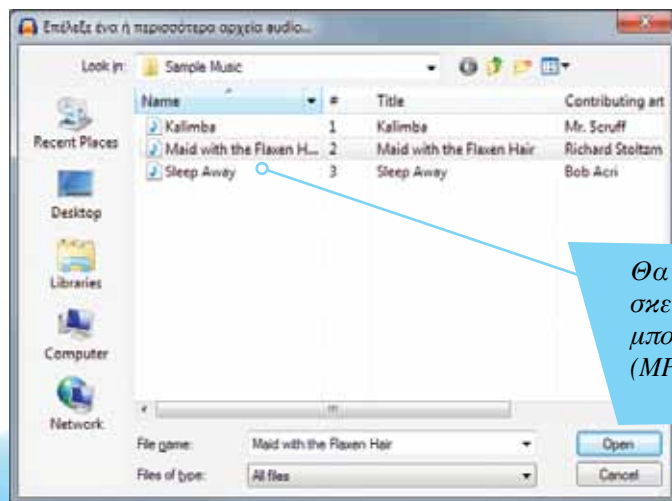 Επέλεξε ένα ή περισσότερα αρχεία audio...
Look in: Sample Music
Name # Title Contributing art
Kalimba 1 Kalimba Mr. Scruff
Maid with the Flaxen H... 2 Maid with the Flaxen Hair Richard Stoltzm
Sleep Away 3 Sleep Away Bob Acri
Recent Places
Desktop
Libraries
Computer
Network
Θα
σκε
μπο
(MP
File name: Maid with the Flaxen Hair Open
Files of type: All files Cancel